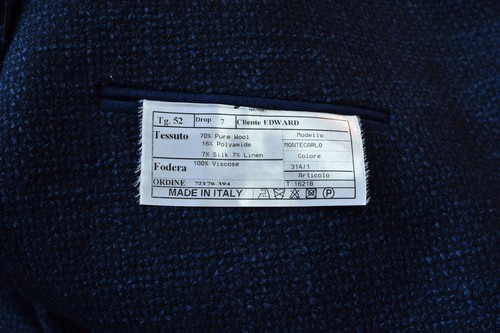 Tg. 52 Drop 7 Cliente EDWARD
Tessuto 70% Pure Wool Modello
16% Polyamide MONTECARLO
Colore
7% Silk 7% Linen
Fodera 100% Viscose 314/1
Articolo
ORDINE 72176-394 T 16218
MADE IN ITALY P